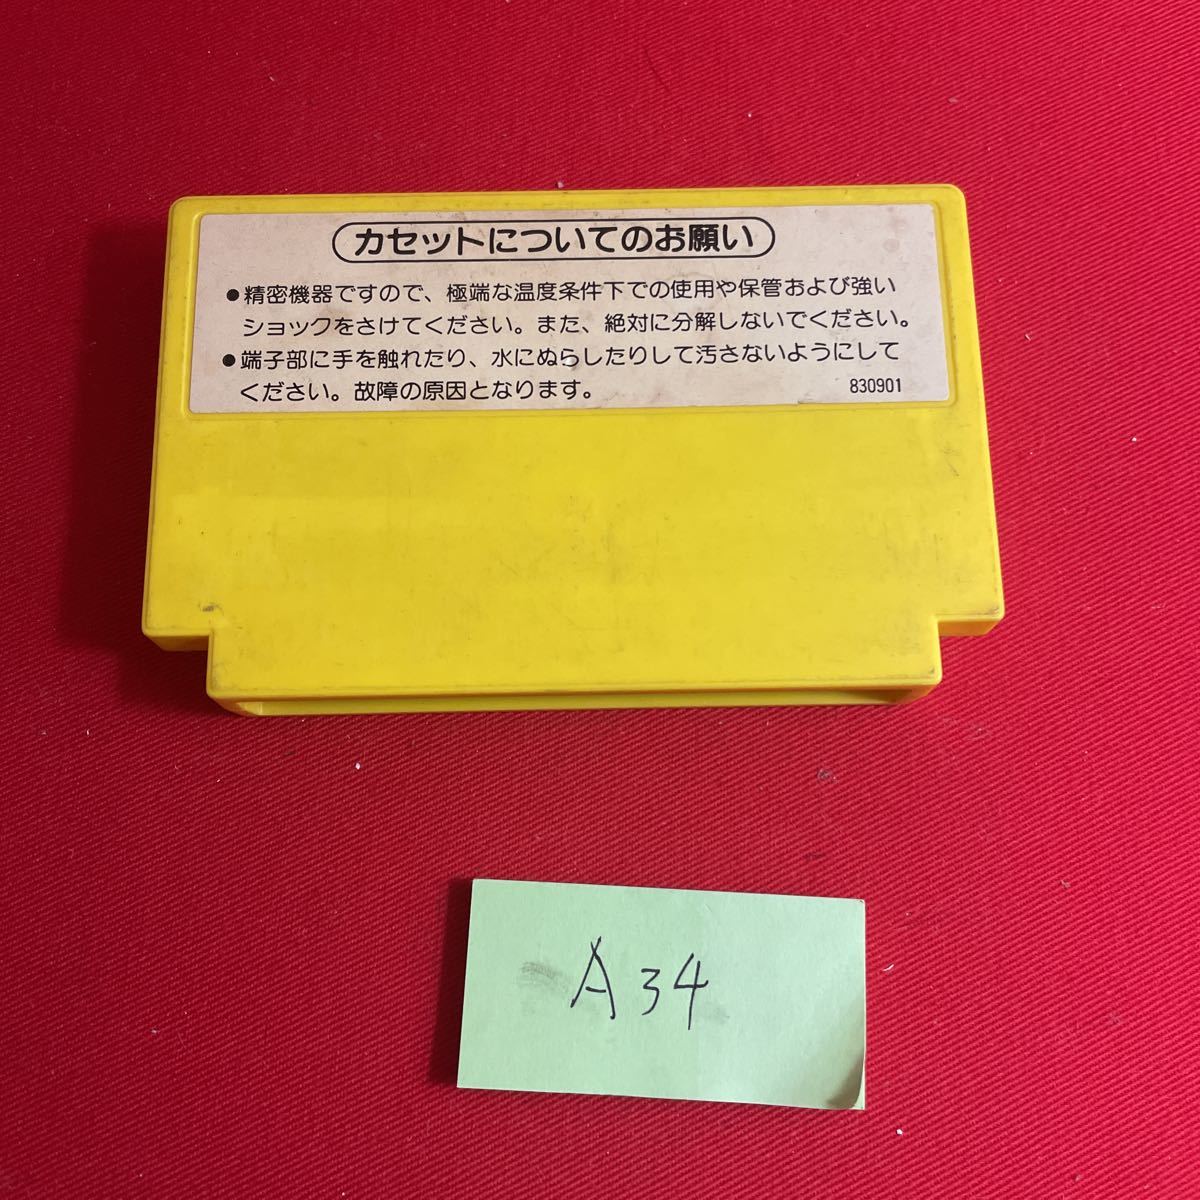 カセットについてのお願い
●精密機器ですので、極端な温度条件下での使用や保管および強い
ショックをさけてください。また、絶対に分解しないでください。
●端子部に手を触れたり、水にぬらしたりして汚さないようにして
ください。故障の原因となります。
830901
A34